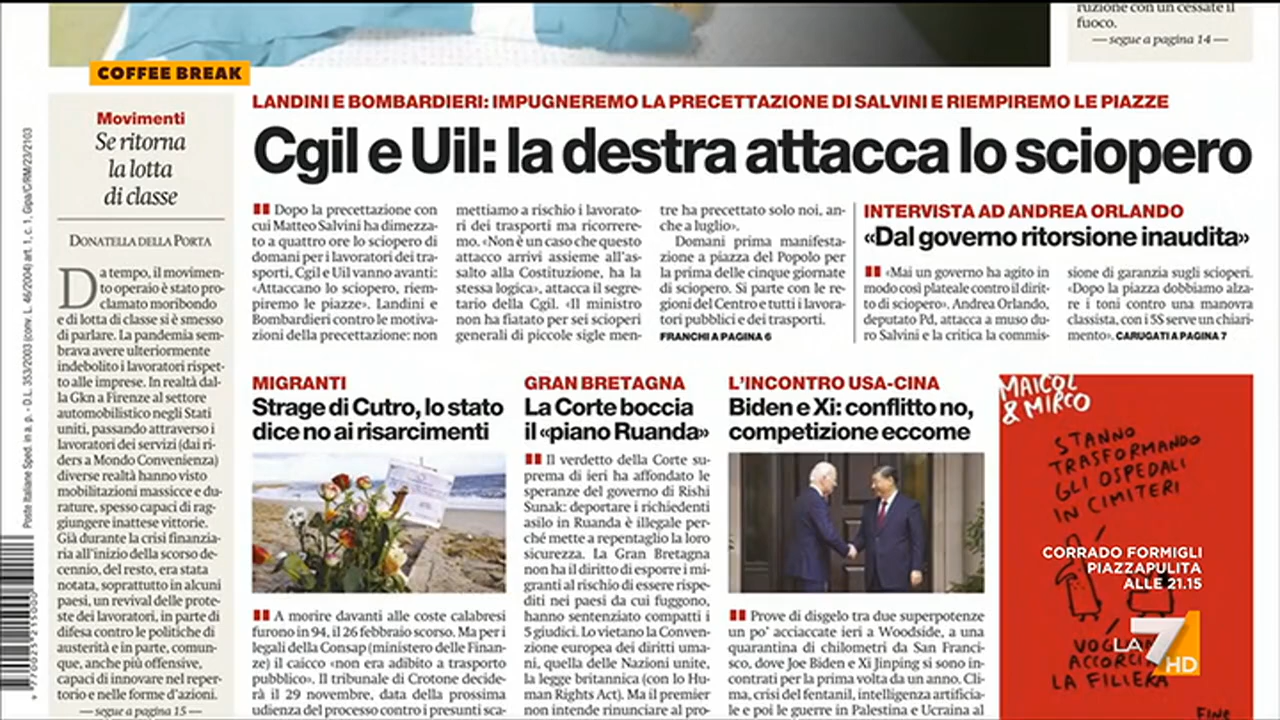 ruzione con un cessate il
fuoco.
— segue a pagina 14 —
COFFEE BREAK
Poste Italiane Sped. in a. p. - D.L. 353/2003 (conv. L. 46/2004) art. 1, c. 1, Gpa/C/RM/23/2103
Movimenti
Se ritorna
la lotta
di classe
DONATELLA DELLA PORTA
Da tempo, il movimen-
to operaio è stato pro-
clamato moribondo
e di lotta di classe si è smesso
di parlare. La pandemia sem-
brava avere ulteriormente
indebolito i lavoratori rispet-
to alle imprese. In realtà dal-
la Gkn a Firenze al settore
automobilistico negli Stati
uniti, passando attraverso i
lavoratori dei servizi (dai ri-
ders a Mondo Convenienza)
diverse realtà hanno visto
mobilitazioni massicce e du-
rature, spesso capaci di rag-
giungere inattese vittorie.
Già durante la crisi finanzia-
ria all'inizio della scorso de-
cennio, del resto, era stata
notata, soprattutto in alcuni
paesi, un revival delle prote-
ste dei lavoratori, in parte di
difesa contro le politiche di
austerità e in parte, comun-
que, anche più offensive,
capaci di innovare nel reper-
torio e nelle forme d'azioni.
— segue a pagina 15 —
LANDINI E BOMBARDIERI: IMPUGNEREMO LA PRECETTAZIONE DI SALVINI E RIEMPIREMO LE PIAZZE
Cgil e Uil: la destra attacca lo sciopero
Dopo la precettazione con
cui Matteo Salvini ha dimezza-
to a quattro ore lo sciopero di
domani per i lavoratori dei tra-
sporti, Cgil e Uil vanno avanti:
«Attaccano lo sciopero, riem-
piremo le piazze». Landini e
Bombardieri contro le motiva-
zioni della precettazione: non
mettiamo a rischio i lavorato-
ri dei trasporti ma ricorrere-
mo. «Non è un caso che questo
attacco arrivi assieme all'as-
salto alla Costituzione, ha la
stessa logica», attacca il segre-
tario della Cgil. «Il ministro
non ha fiatato per sei scioperi
generali di piccole sigle men-
tre ha precettato solo noi, an-
che a luglio».
Domani prima manifesta-
zione a piazza del Popolo per
la prima delle cinque giornate
di sciopero. Si parte con le re-
gioni del Centro e tutti i lavora-
tori pubblici e dei trasporti.
FRANCHI A PAGINA 6
INTERVISTA AD ANDREA ORLANDO
«Dal governo ritorsione inaudita»
«Mai un governo ha agito in
modo così plateale contro il dirit-
to di sciopero». Andrea Orlando,
deputato Pd, attacca a muso du-
ro Salvini e la critica la commis-
sione di garanzia sugli scioperi.
«Dopo la piazza dobbiamo alza-
re i toni contro una manovra
classista, con i 5S serve un chiari-
mento». CARUGATI A PAGINA 7
MIGRANTI
Strage di Cutro, lo stato
dice no ai risarcimenti
A morire davanti alle coste calabresi
furono in 94, il 26 febbraio scorso. Ma per i
legali della Consap (ministero delle Finan-
ze) il caicco «non era adibito a trasporto
pubblico». Il tribunale di Crotone decide-
rà il 29 novembre, data della prossima
udienza del processo contro i presunti sca-
GRAN BRETAGNA
La Corte boccia
il «piano Ruanda»
Il verdetto della Corte su-
prema di ieri ha affondato le
speranze del governo di Rishi
Sunak: deportare i richiedenti
asilo in Ruanda è illegale per-
ché mette a repentaglio la loro
sicurezza. La Gran Bretagna
non ha il diritto di esporre i mi-
granti al rischio di essere rispe-
diti nei paesi da cui fuggono,
hanno sentenziato compatti i
5 giudici. Lo vietano la Conven-
zione europea dei diritti uma-
ni, quella delle Nazioni unite,
la legge britannica (con lo Hu-
man Rights Act). Ma il premier
non intende rinunciare al pro-
L'INCONTRO USA-CINA
Biden e Xi: conflitto no,
competizione eccome
Prove di disgelo tra due superpotenze
un po' acciaccate ieri a Woodside, a una
quarantina di chilometri da San Franci-
sco, dove Joe Biden e Xi Jinping si sono in-
contrati per la prima volta da un anno. Cli-
ma, crisi del fentanil, intelligenza artificia-
le e poi le guerre in Palestina e Ucraina al
MAICOL
& MIRCO
STANNO
TRASFORMANDO
GLI OSPEDALI
IN CIMITERI
CORRADO FORMIGLI
PIAZZAPULITA
ALLE 21.15
LA 7 HD
LA FILIERA
FINE